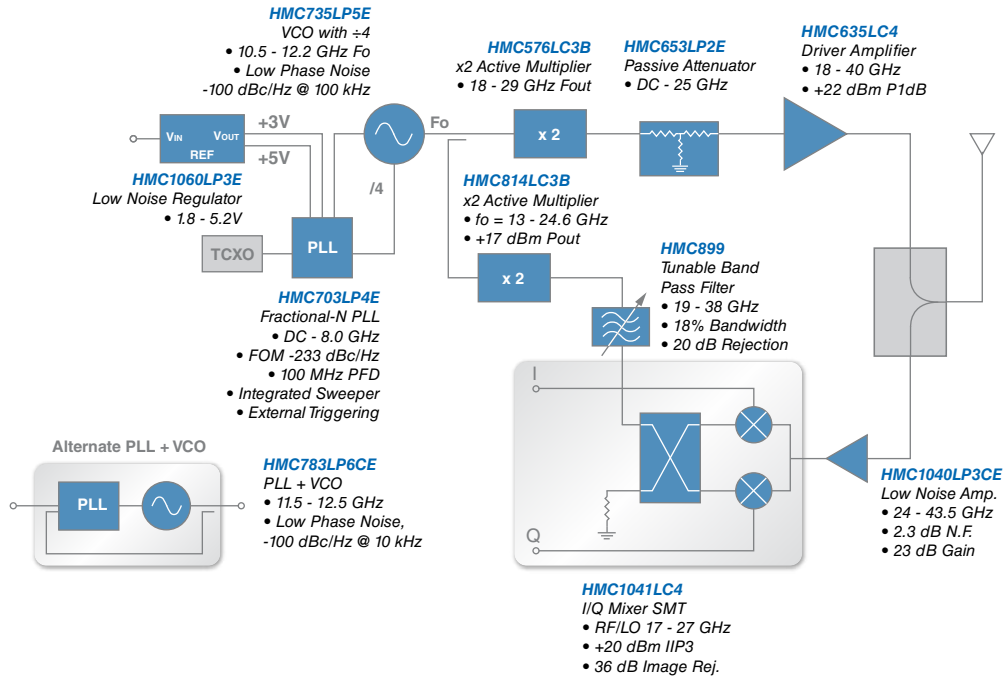 HMC735LP5E
VCO with ÷4
• 10.5 - 12.2 GHz Fo
• Low Phase Noise
-100 dBc/Hz @ 100 kHz
HMC576LC3B
x2 Active Multiplier
• 18 - 29 GHz Fout
HMC653LP2E
Passive Attenuator
• DC - 25 GHz
HMC635LC4
Driver Amplifier
• 18 - 40 GHz
• +22 dBm P1dB
VIN
VOUT
REF
+3V
+5V
Fo
/4
x 2
HMC1060LP3E
Low Noise Regulator
• 1.8 - 5.2V
TCXO
PLL
HMC814LC3B
x2 Active Multiplier
• fo = 13 - 24.6 GHz
• +17 dBm Pout
x 2
HMC899
Tunable Band
Pass Filter
• 19 - 38 GHz
• 18% Bandwidth
• 20 dB Rejection
HMC703LP4E
Fractional-N PLL
• DC - 8.0 GHz
• FOM -233 dBc/Hz
• 100 MHz PFD
• Integrated Sweeper
• External Triggering
I
Q
Alternate PLL + VCO
PLL
HMC783LP6CE
PLL + VCO
• 11.5 - 12.5 GHz
• Low Phase Noise,
-100 dBc/Hz @ 10 kHz
HMC1040LP3CE
Low Noise Amp.
• 24 - 43.5 GHz
• 2.3 dB N.F.
• 23 dB Gain
HMC1041LC4
I/Q Mixer SMT
• RF/LO 17 - 27 GHz
• +20 dBm IIP3
• 36 dB Image Rej.